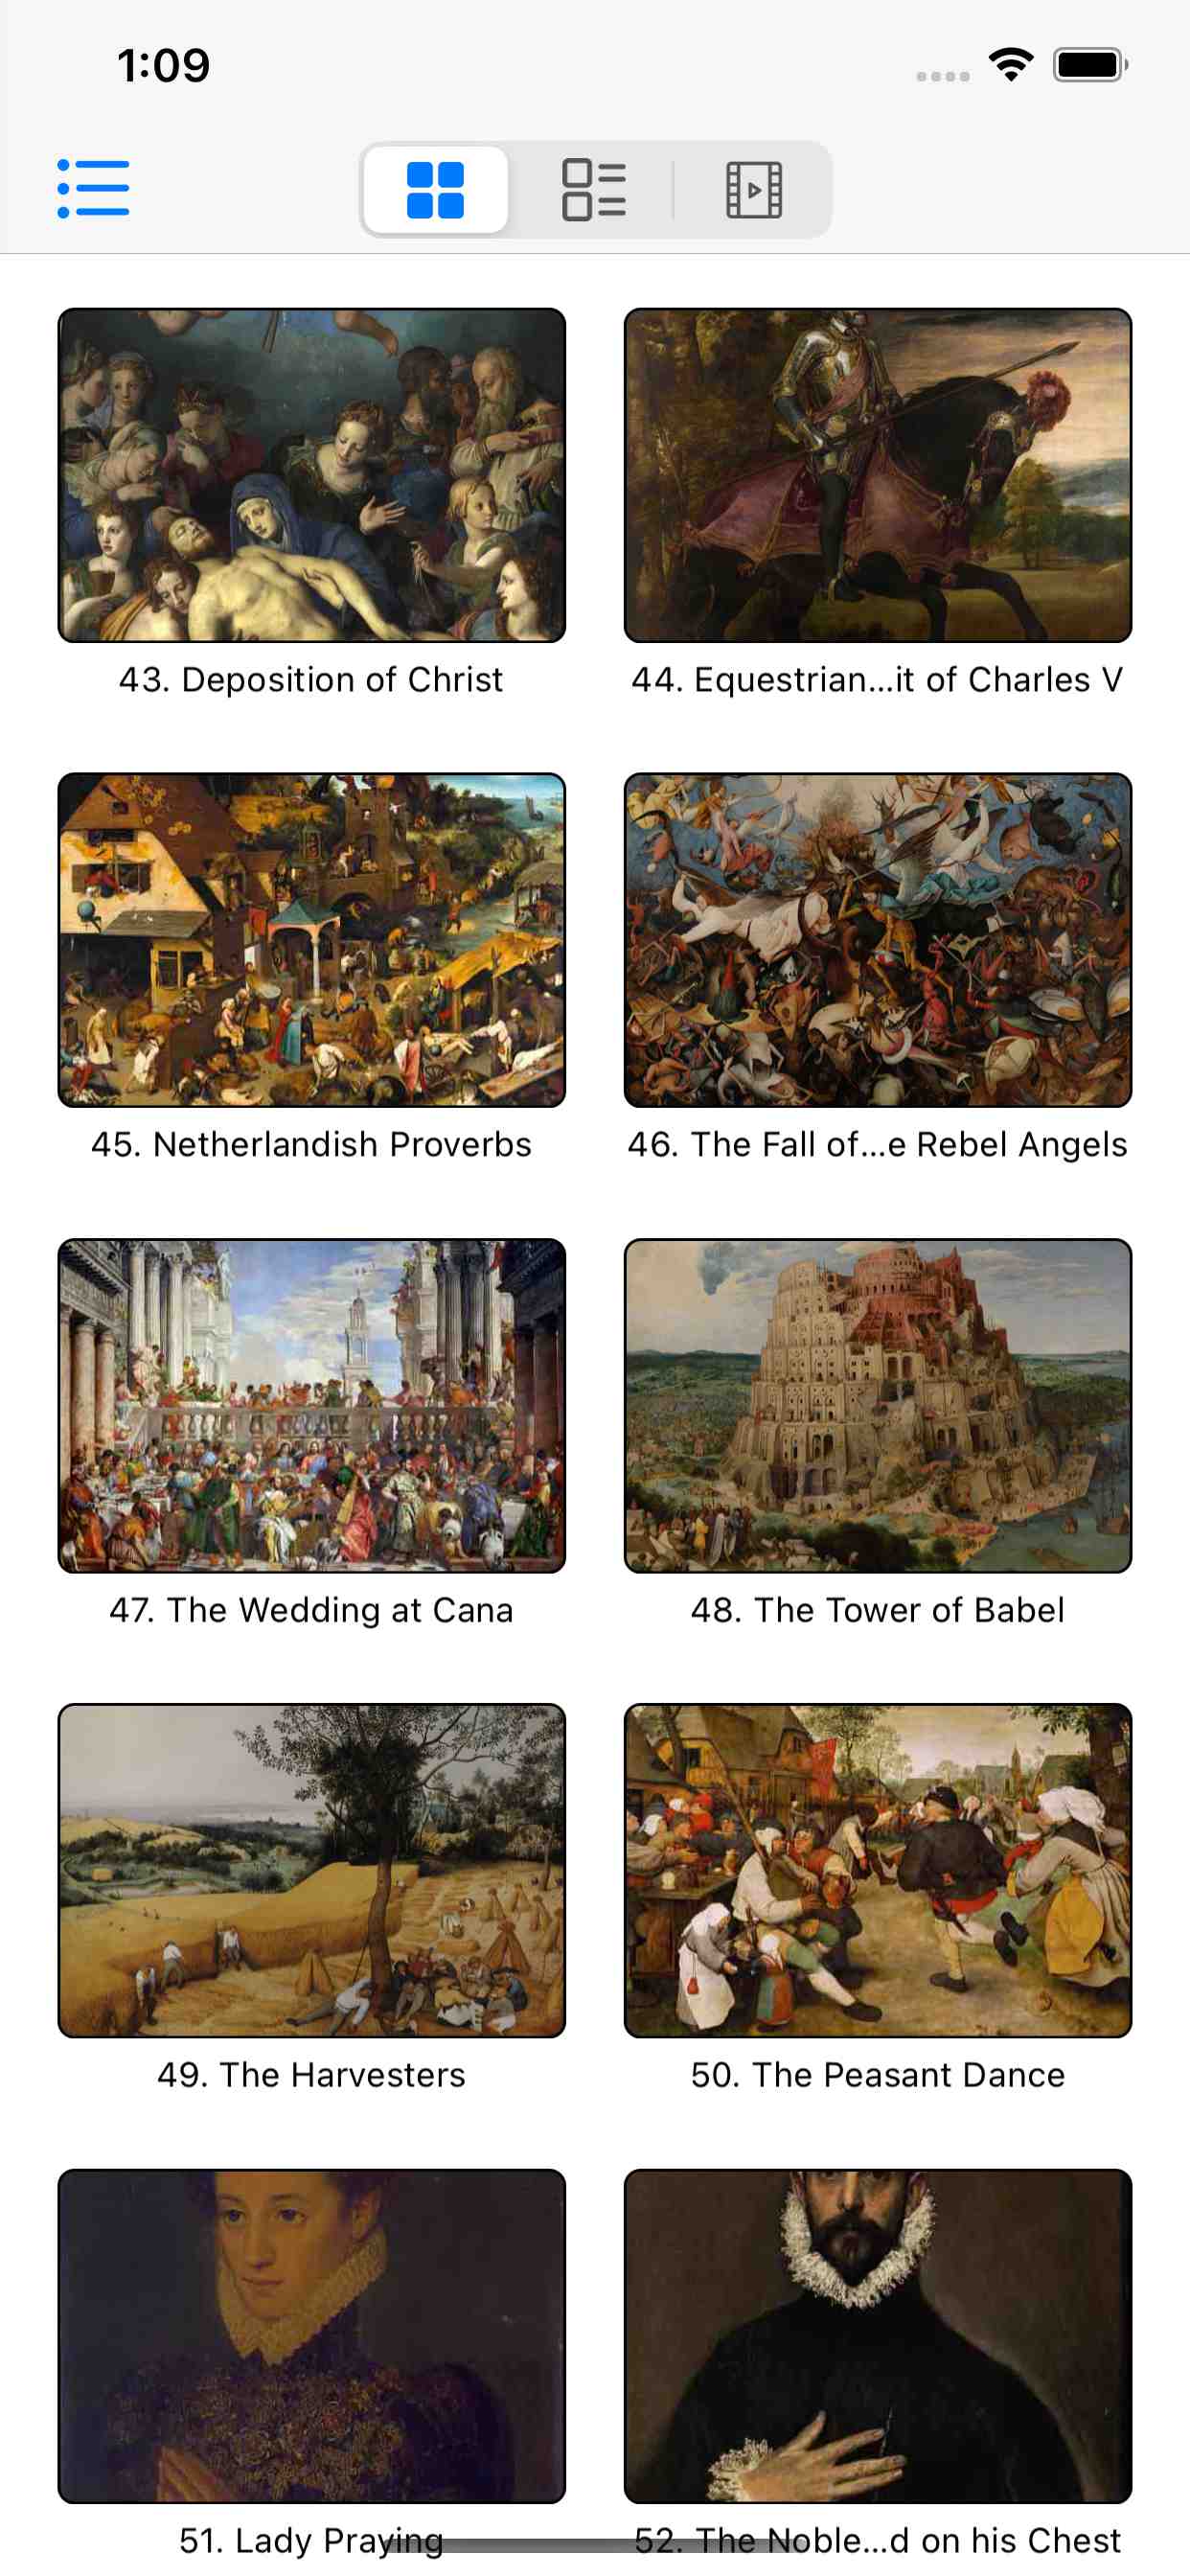 1:09
43. Deposition of Christ
44. Equestrian...it of Charles V
45. Netherlandish Proverbs
46. The Fall of...e Rebel Angels
47. The Wedding at Cana
48. The Tower of Babel
49. The Harvesters
50. The Peasant Dance
51. Lady Praying
52. The Noble...d on his Chest